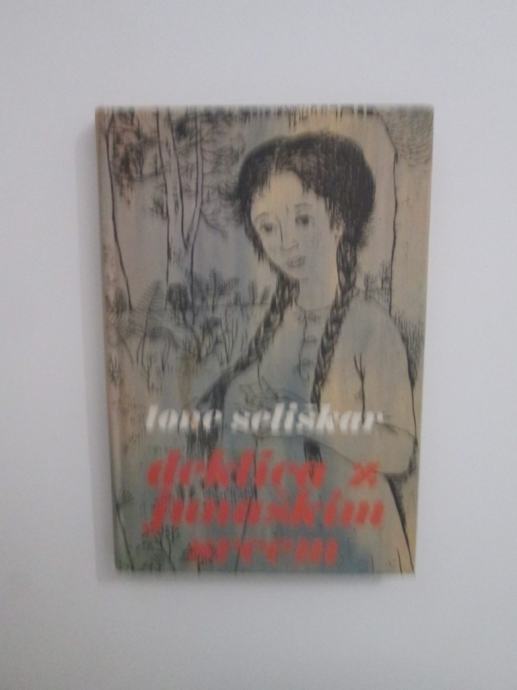 tone seliškar
deklica z
junaškim
srcem